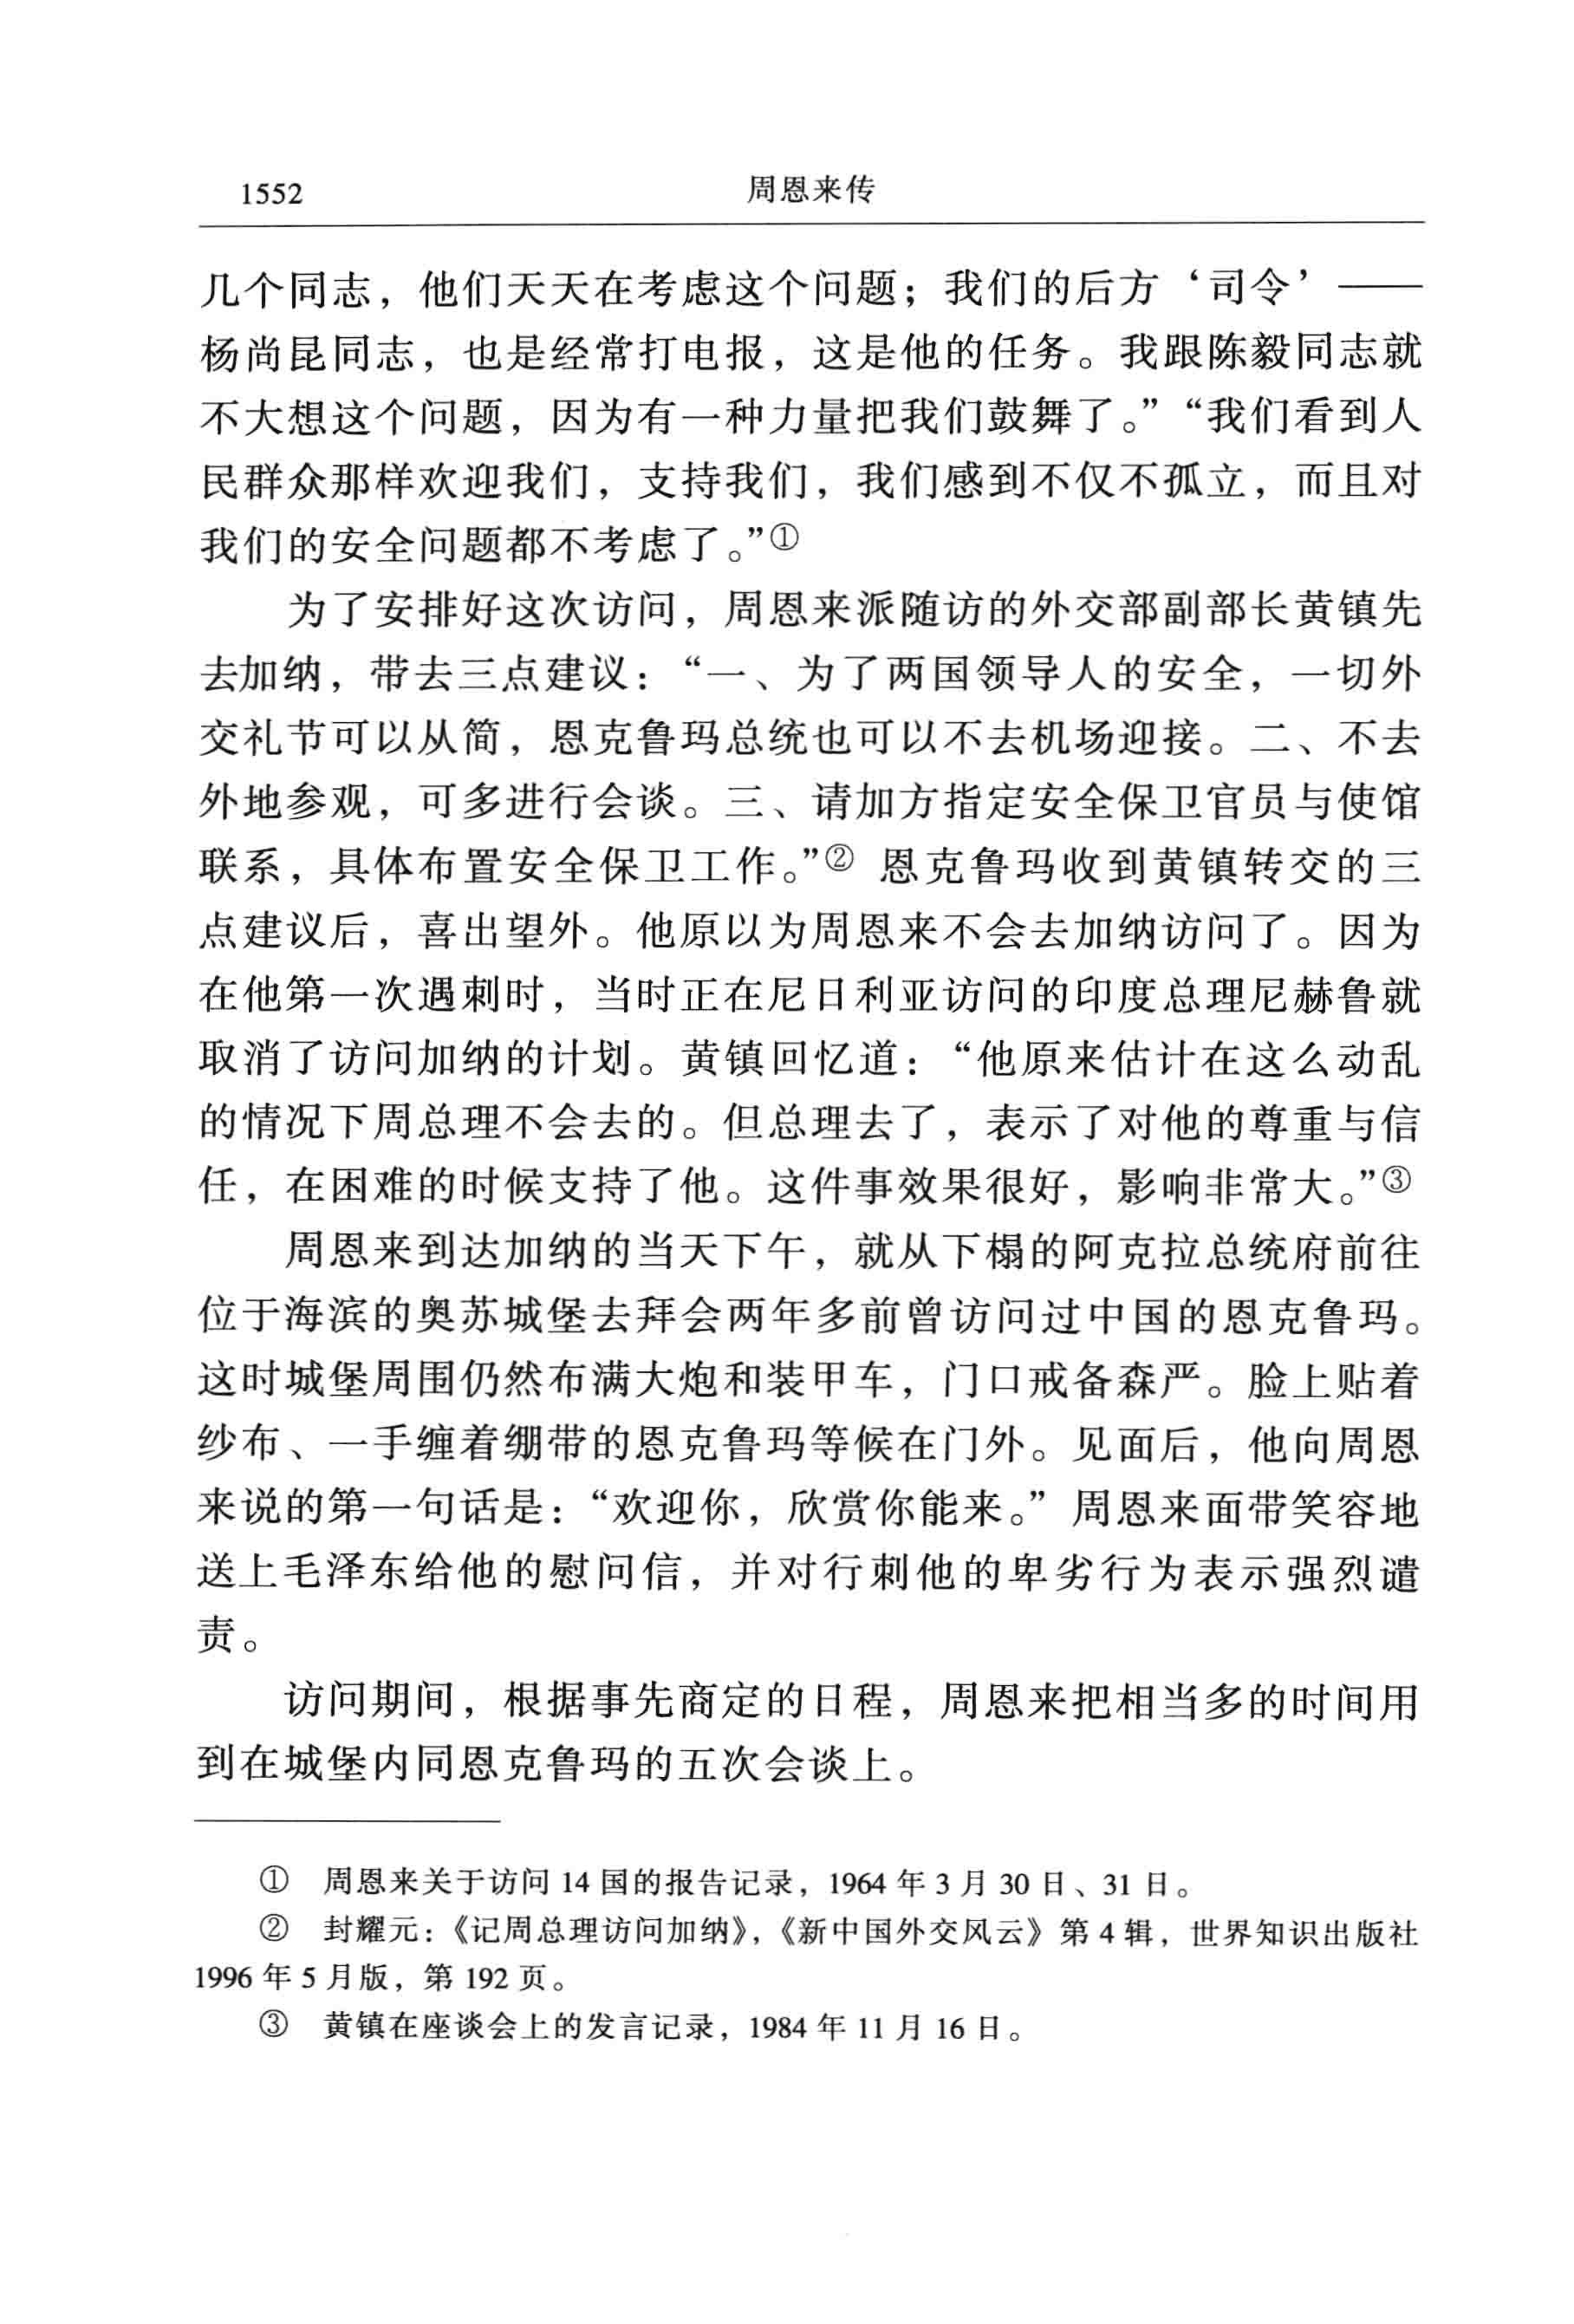 1552
周恩来传
几个同志，他们天天在考虑这个问题；我们的后方‘司令’——
杨尚昆同志，也是经常打电报，这是他的任务。我跟陈毅同志就
不大想这个问题，因为有一种力量把我们鼓舞了。”“我们看到人
民群众那样欢迎我们，支持我们，我们感到不仅不孤立，而且对
我们的安全问题都不考虑了。”①
为了安排好这次访问，周恩来派随访的外交部副部长黄镇先
去加纳，带去三点建议：“一、为了两国领导人的安全，一切外
交礼节可以从简，恩克鲁玛总统也可以不去机场迎接。二、不去
外地参观，可多进行会谈。三、请加方指定安全保卫官员与使馆
联系，具体布置安全保卫工作。”② 恩克鲁玛收到黄镇转交的三
点建议后，喜出望外。他原以为周恩来不会去加纳访问了。因为
在他第一次遇刺时，当时正在尼日利亚访问的印度总理尼赫鲁就
取消了访问加纳的计划。黄镇回忆道：“他原来估计在这么动乱
的情况下周总理不会去的。但总理去了，表示了对他的尊重与信
任，在困难的时候支持了他。这件事效果很好，影响非常大。”③
周恩来到达加纳的当天下午，就从下榻的阿克拉总统府前往
位于海滨的奥苏城堡去拜会两年多前曾访问过中国的恩克鲁玛。
这时城堡周围仍然布满大炮和装甲车，门口戒备森严。脸上贴着
纱布、一手缠着绷带的恩克鲁玛等候在门外。见面后，他向周恩
来说的第一句话是：“欢迎你，欣赏你能来。”周恩来面带笑容地
送上毛泽东给他的慰问信，并对行刺他的卑劣行为表示强烈谴
责。
访问期间，根据事先商定的日程，周恩来把相当多的时间用
到在城堡内同恩克鲁玛的五次会谈上。
① 周恩来关于访问 14 国的报告记录，1964 年 3 月 30 日、31 日。
② 封耀元：《记周总理访问加纳》，《新中国外交风云》第 4 辑，世界知识出版社
1996 年 5 月版，第 192 页。
③ 黄镇在座谈会上的发言记录，1984 年 11 月 16 日。